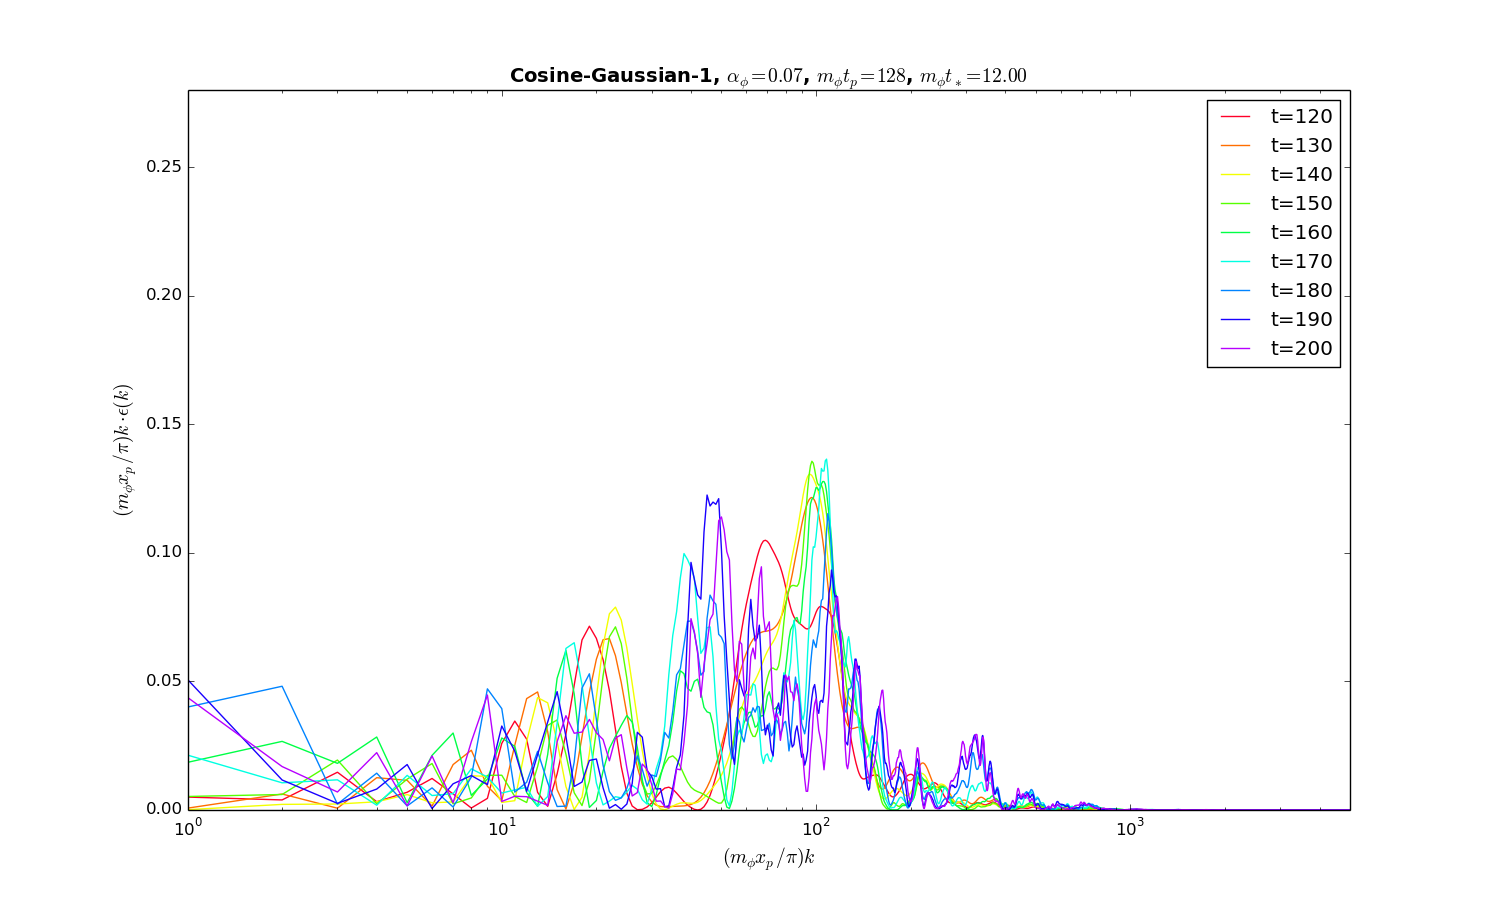 Cosine-Gaussian-1, α_ϕ=0.07, m_ϕt_p=128, m_ϕt_*=12.00
t=120
t=130
t=140
t=150
t=160
t=170
t=180
t=190
t=200
0.25
0.20
0.15
0.10
0.05
0.00
(m_ϕx_p/π)k·ϵ(k)
10^0 10^1 10^2 10^3
(m_ϕx_p/π)k